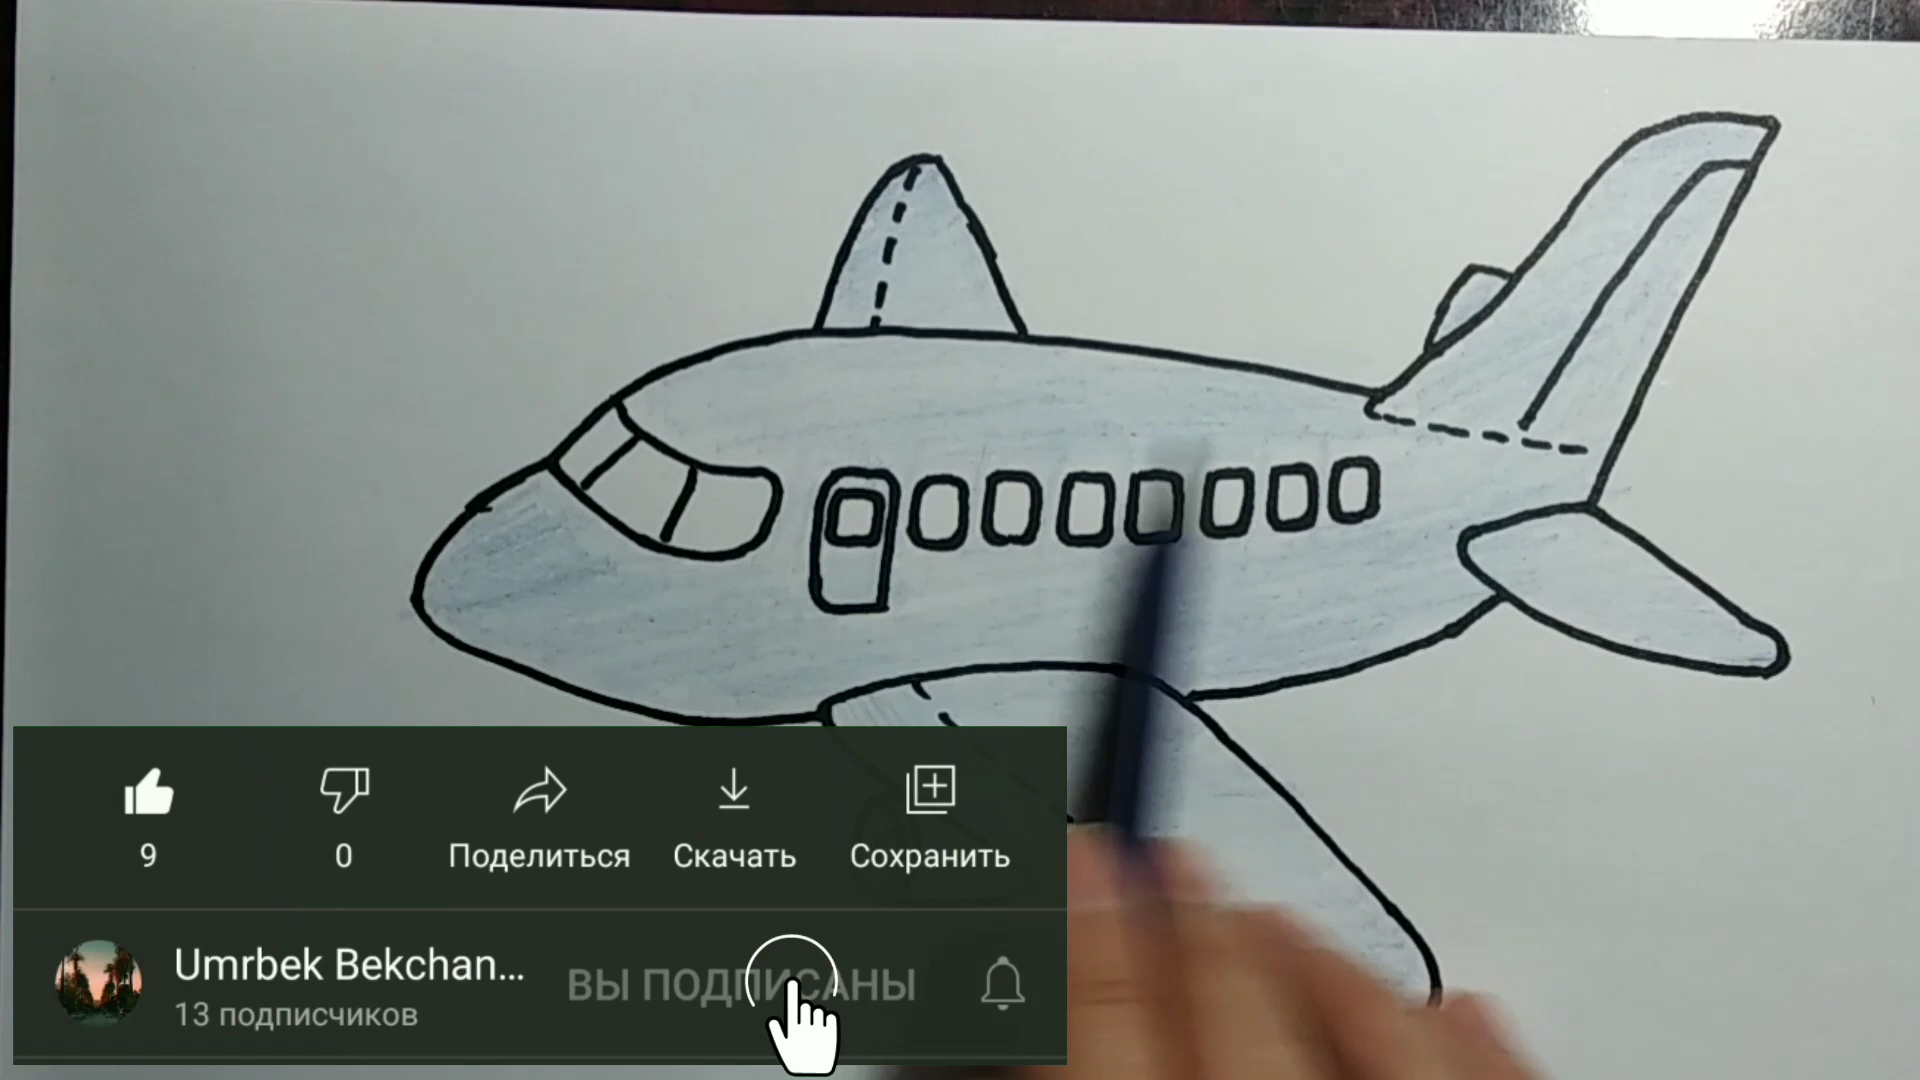 9
0
Поделиться
Скачать
Сохранить
Umrbek Bekchan...
ВЫ ПОДПИСАНЫ
13 подписчиков